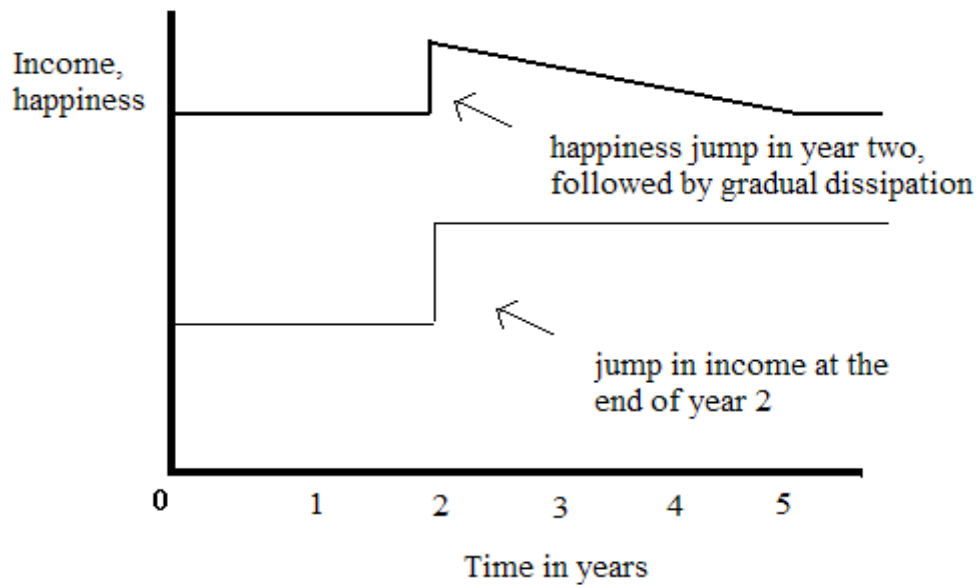 Income,
happiness
happiness jump in year two,
followed by gradual dissipation
jump in income at the
end of year 2
0 1 2 3 4 5
Time in years